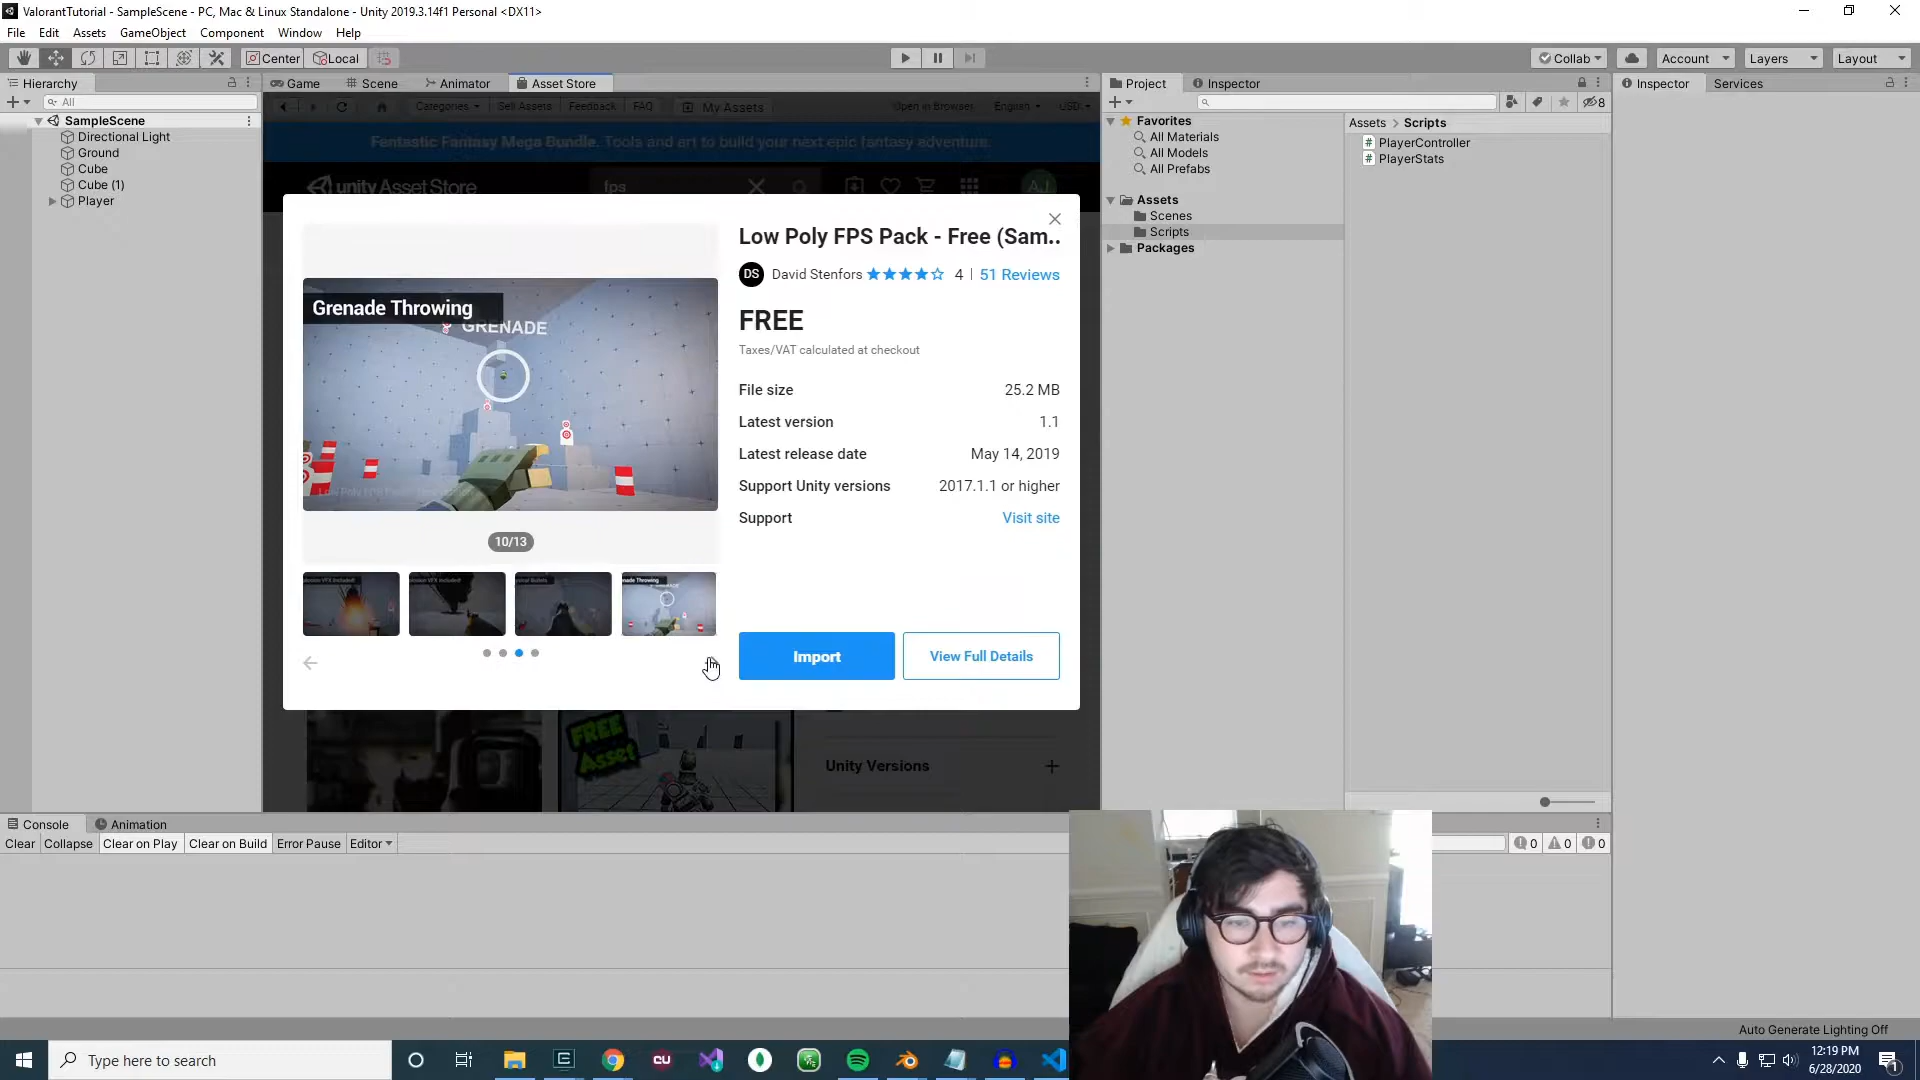 ValorantTutorial - SampleScene - PC, Mac & Linux Standalone - Unity 2019.3.14f1 Personal <DX11>
File Edit Assets GameObject Component Window Help
Center Local Collab Account Layers Layout
Hierarchy Game Scene Animator Asset Store Project Inspector Inspector Services
All Categories Sell Assets Feedback FAQ My Assets Open in Browser English USD 8
SampleScene
Directional Light
Ground
Cube
Cube (1)
Player
Fantastic Fantasy Mega Bundle. Tools and art to build your next epic fantasy adventure.
unity Asset Store fps AJ
Low Poly FPS Pack - Free (Sam..
DS David Stenfors 4 | 51 Reviews
FREE
Taxes/VAT calculated at checkout
File size 25.2 MB
Latest version 1.1
Latest release date May 14, 2019
Support Unity versions 2017.1.1 or higher
Support Visit site
Grenade Throwing
GRENADE
10/13
Import View Full Details
FREE
Asset
Unity Versions
Favorites
All Materials
All Models
All Prefabs
Assets
Scenes
Scripts
Packages
Assets > Scripts
PlayerController
PlayerStats
Console Animation
Clear Collapse Clear on Play Clear on Build Error Pause Editor 0 0 0
Auto Generate Lighting Off
Type here to search
12:19 PM
6/28/2020
1